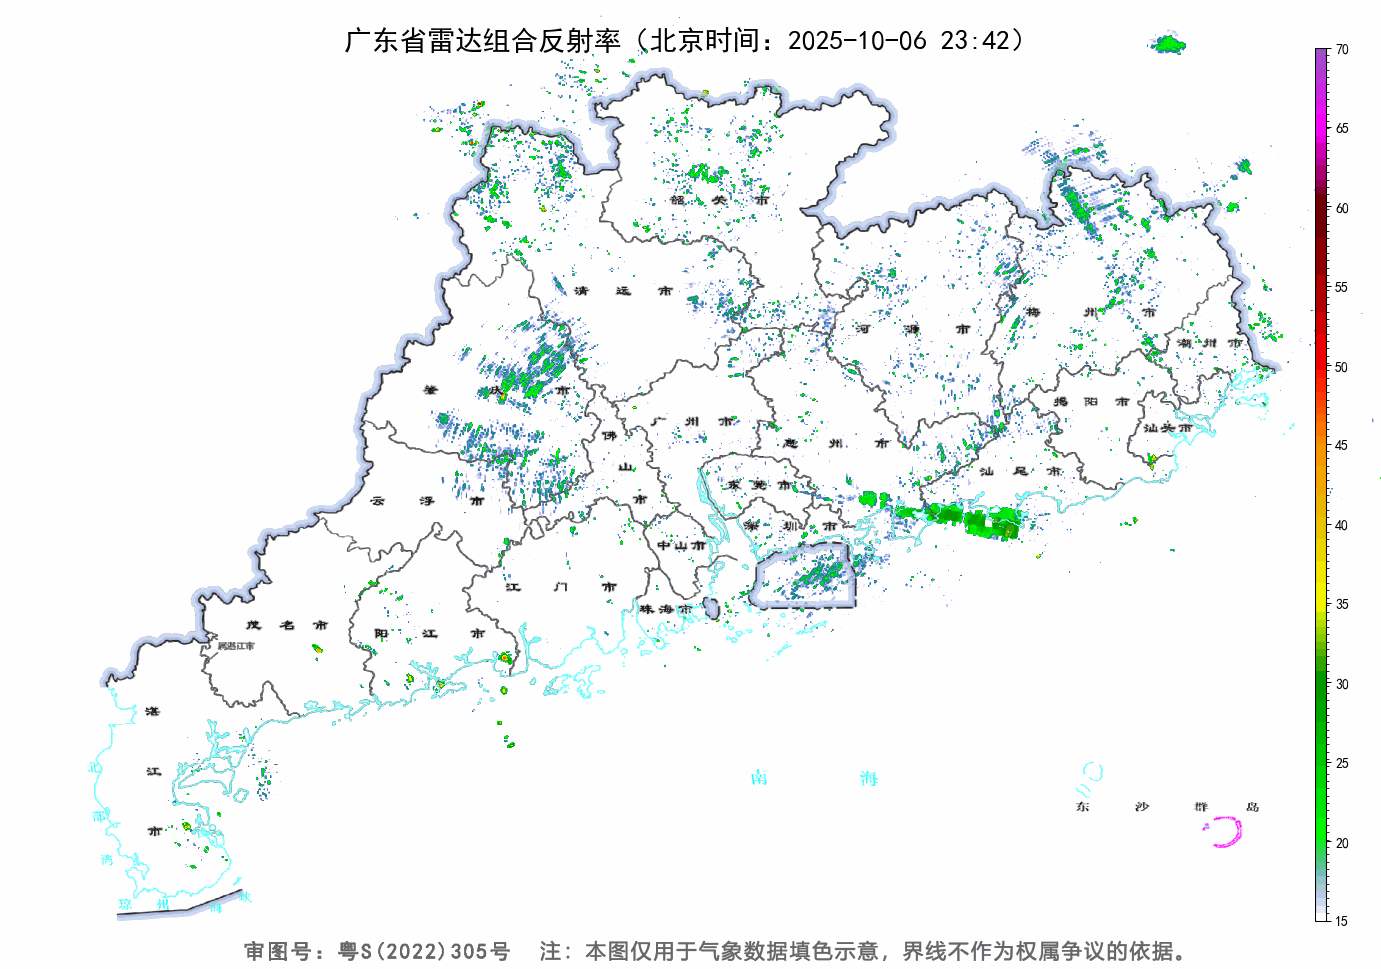 广东省雷达组合反射率（北京时间：2025-10-06 23:42）
70
65
60
55
50
45
40
35
30
25
20
15
韶关市
清远市
河源市
梅州市
潮州市
肇庆市
广州市
佛山市
惠州市
揭阳市
汕头市
汕尾市
云浮市
东莞市
深圳市
中山市
江门市
珠海市
茂名市
阳江市
属湛江市
湛江市
北部湾
琼州海峡
南海
东沙群岛
审图号：粤S(2022)305号 注：本图仅用于气象数据填色示意，界线不作为权属争议的依据。